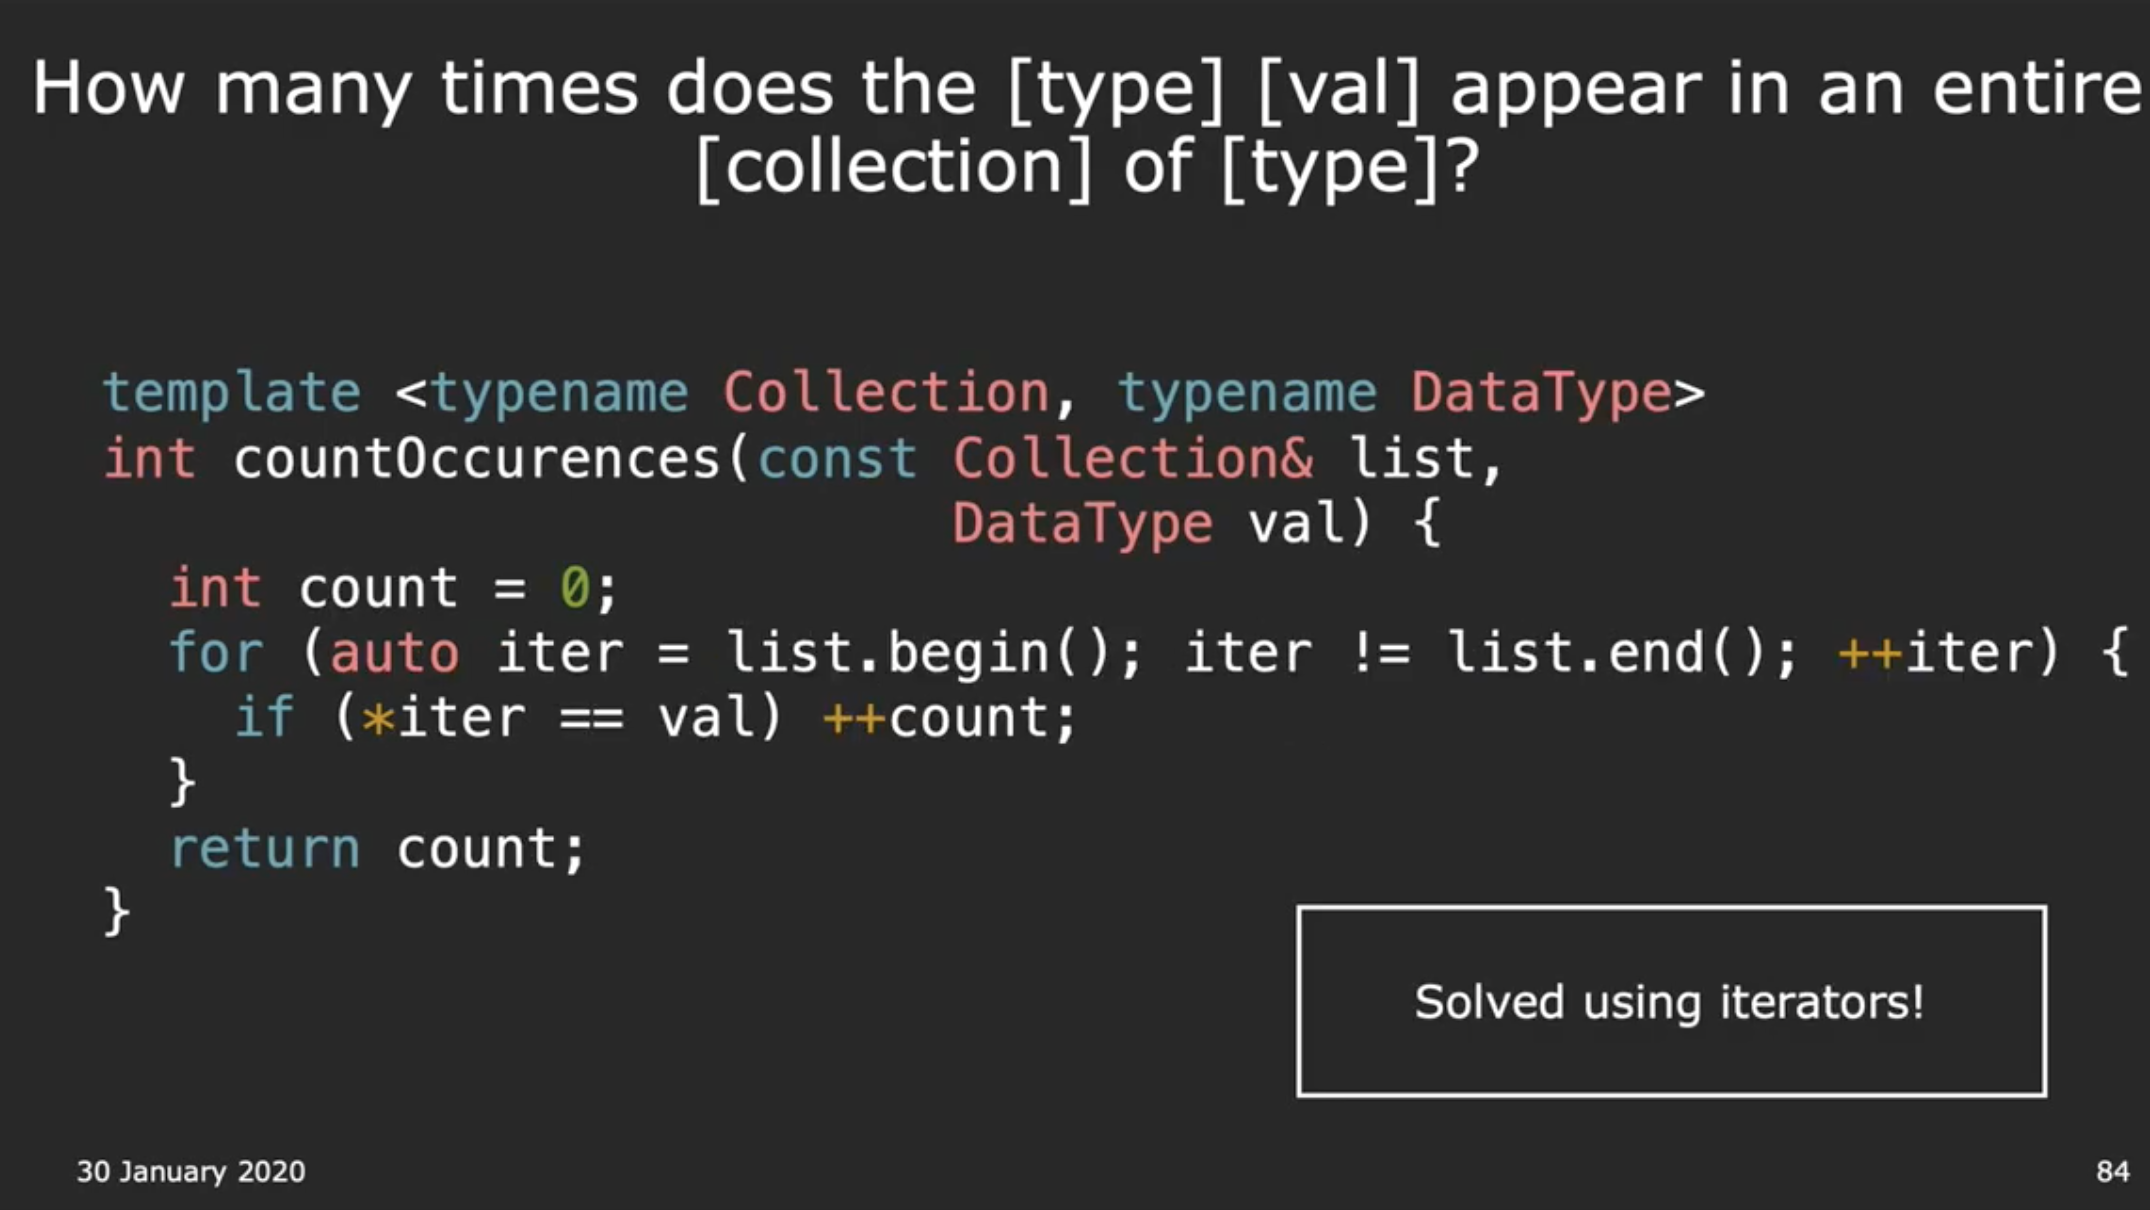 How many times does the [type] [val] appear in an entire
[collection] of [type]?
template <typename Collection, typename DataType>
int countOccurences(const Collection& list,
DataType val) {
int count = 0;
for (auto iter = list.begin(); iter != list.end(); ++iter) {
if (*iter == val) ++count;
}
return count;
}
Solved using iterators!
30 January 2020
84